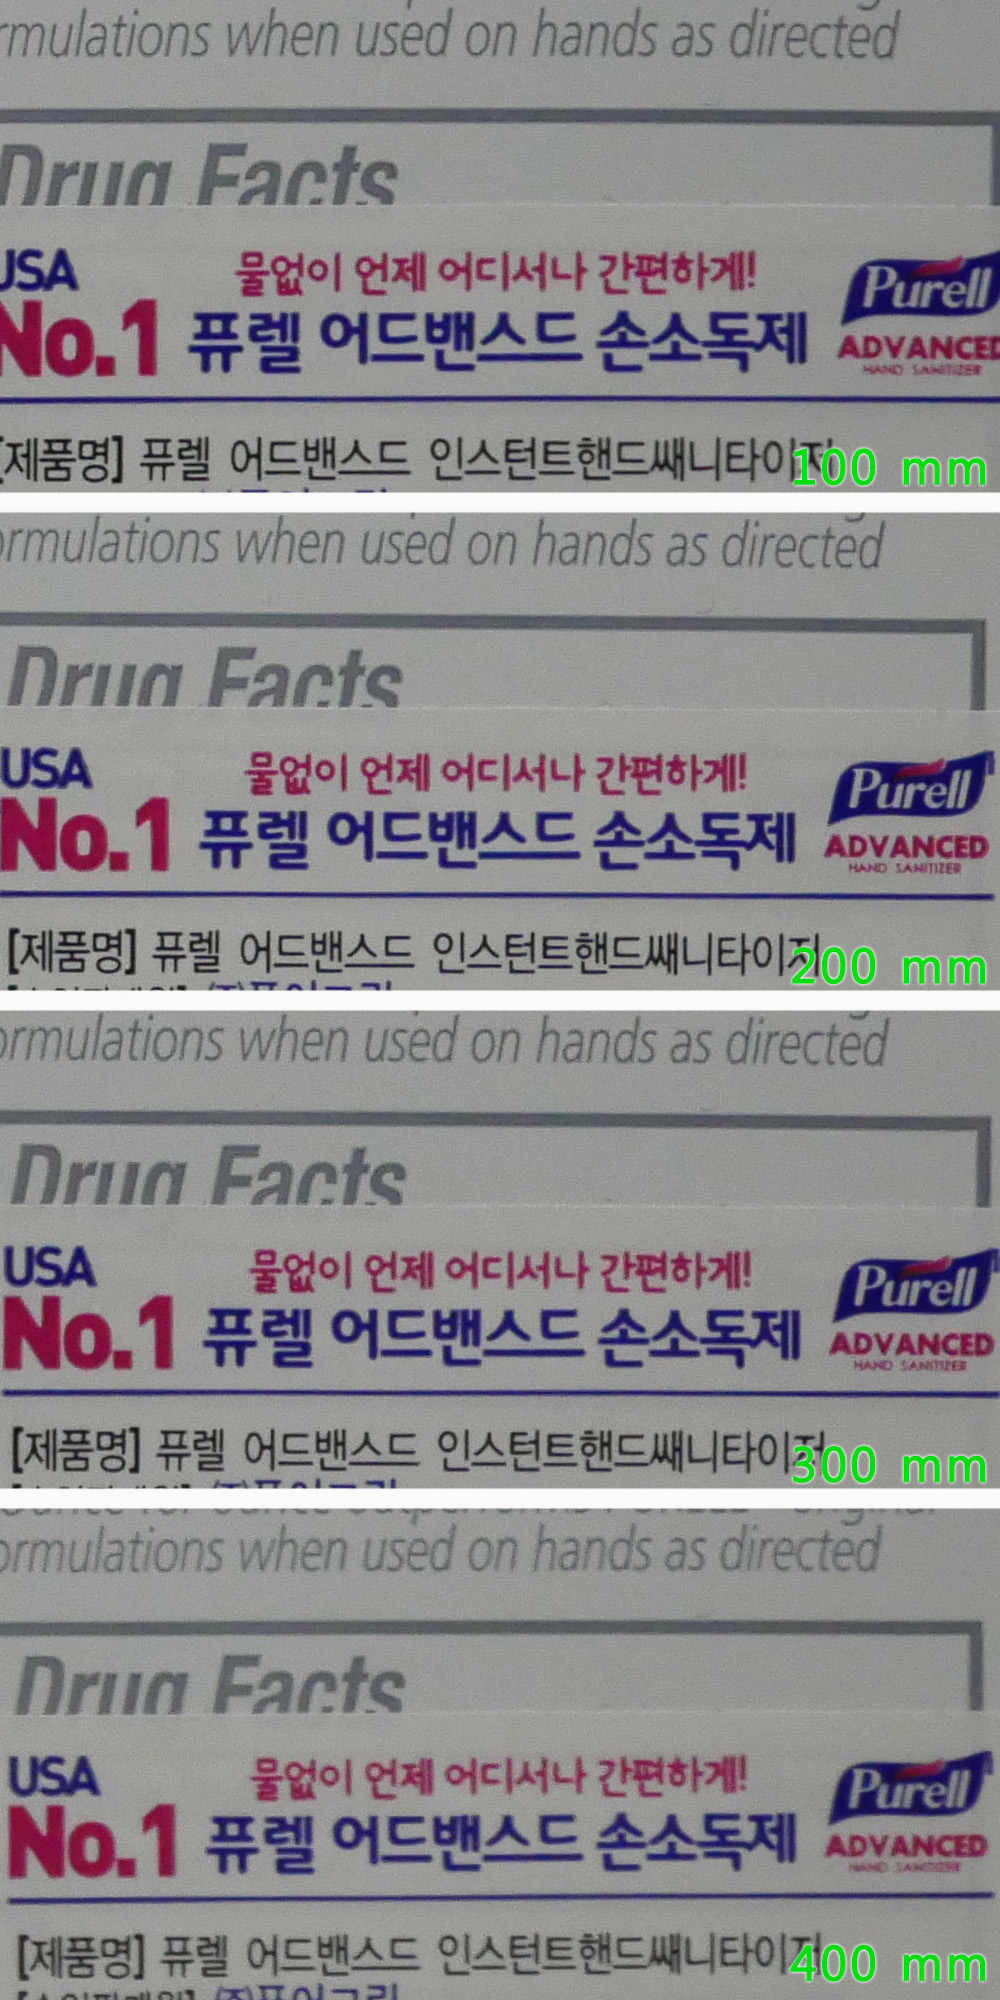 rmulations when used on hands as directed
Drug Facts
USA
물없이 언제 어디서나 간편하게!
No.1 퓨렐 어드밴스드 손소독제
Purell
ADVANCED
HAND SANITIZER
[제품명] 퓨렐 어드밴스드 인스턴트핸드쌔니타이저
100 mm
ormulations when used on hands as directed
Drug Facts
USA
물없이 언제 어디서나 간편하게!
No.1 퓨렐 어드밴스드 손소독제
Purell
ADVANCED
HAND SANITIZER
[제품명] 퓨렐 어드밴스드 인스턴트핸드쌔니타이저
200 mm
ormulations when used on hands as directed
Drug Facts
USA
물없이 언제 어디서나 간편하게!
No.1 퓨렐 어드밴스드 손소독제
Purell
ADVANCED
HAND SANITIZER
[제품명] 퓨렐 어드밴스드 인스턴트핸드쌔니타이저
300 mm
ormulations when used on hands as directed
Drug Facts
USA
물없이 언제 어디서나 간편하게!
No.1 퓨렐 어드밴스드 손소독제
Purell
ADVANCED
HAND SANITIZER
[제품명] 퓨렐 어드밴스드 인스턴트핸드쌔니타이저
400 mm